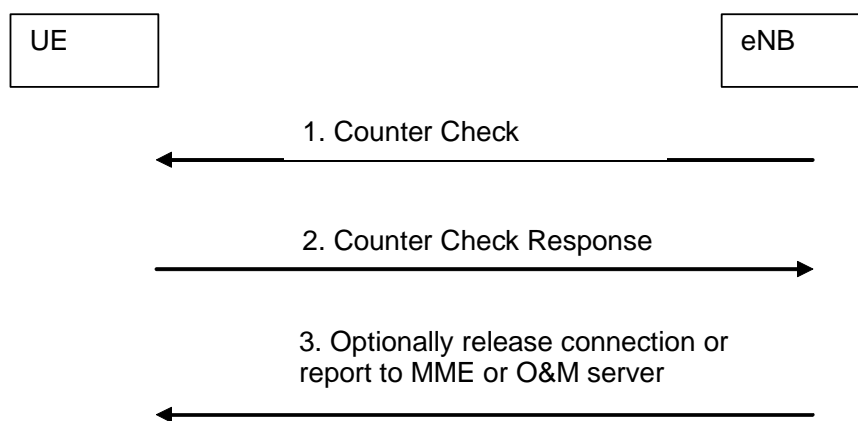 UE
eNB
1. Counter Check
2. Counter Check Response
3. Optionally release connection or
report to MME or O&M server